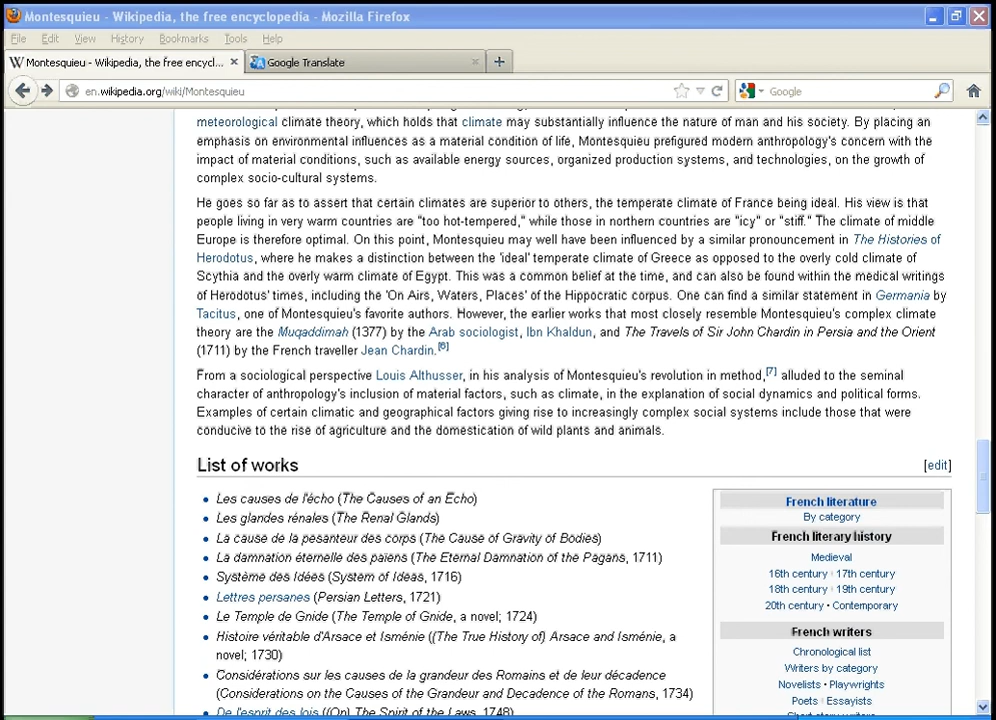 Montesquieu - Wikipedia, the free encyclopedia - Mozilla Firefox
File Edit View History Bookmarks Tools Help
Montesquieu - Wikipedia, the free encycl...
Google Translate
en.wikipedia.org/wiki/Montesquieu
Google
meteorological climate theory, which holds that climate may substantially influence the nature of man and his society. By placing an
emphasis on environmental influences as a material condition of life, Montesquieu prefigured modern anthropology's concern with the
impact of material conditions, such as available energy sources, organized production systems, and technologies, on the growth of
complex socio-cultural systems.
He goes so far as to assert that certain climates are superior to others, the temperate climate of France being ideal. His view is that
people living in very warm countries are "too hot-tempered," while those in northern countries are "icy" or "stiff." The climate of middle
Europe is therefore optimal. On this point, Montesquieu may well have been influenced by a similar pronouncement in The Histories of
Herodotus, where he makes a distinction between the 'ideal' temperate climate of Greece as opposed to the overly cold climate of
Scythia and the overly warm climate of Egypt. This was a common belief at the time, and can also be found within the medical writings
of Herodotus' times, including the 'On Airs, Waters, Places' of the Hippocratic corpus. One can find a similar statement in Germania by
Tacitus, one of Montesquieu's favorite authors. However, the earlier works that most closely resemble Montesquieu's complex climate
theory are the Muqaddimah (1377) by the Arab sociologist, Ibn Khaldun, and The Travels of Sir John Chardin in Persia and the Orient
(1711) by the French traveller Jean Chardin.[6]
From a sociological perspective Louis Althusser, in his analysis of Montesquieu's revolution in method,[7] alluded to the seminal
character of anthropology's inclusion of material factors, such as climate, in the explanation of social dynamics and political forms.
Examples of certain climatic and geographical factors giving rise to increasingly complex social systems include those that were
conducive to the rise of agriculture and the domestication of wild plants and animals.
List of works [edit]
Les causes de l'écho (The Causes of an Echo)
Les glandes rénales (The Renal Glands)
La cause de la pesanteur des corps (The Cause of Gravity of Bodies)
La damnation éternelle des païens (The Eternal Damnation of the Pagans, 1711)
Système des Idées (System of Ideas, 1716)
Lettres persanes (Persian Letters, 1721)
Le Temple de Gnide (The Temple of Gnide, a novel; 1724)
Histoire véritable d'Arsace et Isménie ((The True History of) Arsace and Isménie, a
novel; 1730)
Considérations sur les causes de la grandeur des Romains et de leur décadence
(Considerations on the Causes of the Grandeur and Decadence of the Romans, 1734)
De l'esprit des lois ((On) The Spirit of the Laws, 1748)
French literature
By category
French literary history
Medieval
16th century · 17th century
18th century · 19th century
20th century • Contemporary
French writers
Chronological list
Writers by category
Novelists • Playwrights
Poets · Essayists
Short story writers